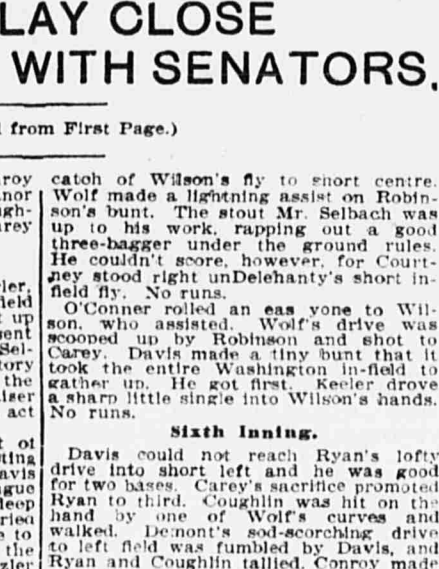 LAY CLOSE
WITH SENATORS.
from First Page.)
roy
nor
gh-
rey
ler,
field
t up
gent
Sel-
tory
the
iser
act
t of
ting
avis
gue
leep
ried
e to
the
zler
catch of Wilson's fly to short centre.
Wolf made a lightning assist on Robin-
son's bunt. The stout Mr. Selbach was
up to his work, rapping out a good
three-bagger under the ground rules.
He couldn't score, however, for Court-
ney stood right unDelehanty's short in-
field fly. No runs.
O'Conner rolled an eas yone to Wil-
son, who assisted. Wolf's drive was
scooped up by Robinson and shot to
Carey. Davis made a tiny bunt that it
took the entire Washington in-field to
gather up. He got first. Keeler drove
a sharp little single into Wilson's hands.
No runs.
Sixth Inning.
Davis could not reach Ryan's lofty
drive into short left and he was good
for two bases. Carey's sacrifice promoted
Ryan to third. Coughlin was hit on the
hand by one of Wolf's curves and
walked. Demont's sod-scorching drive
to left field was fumbled by Davis, and
Ryan and Coughlin tallied. Conroy made